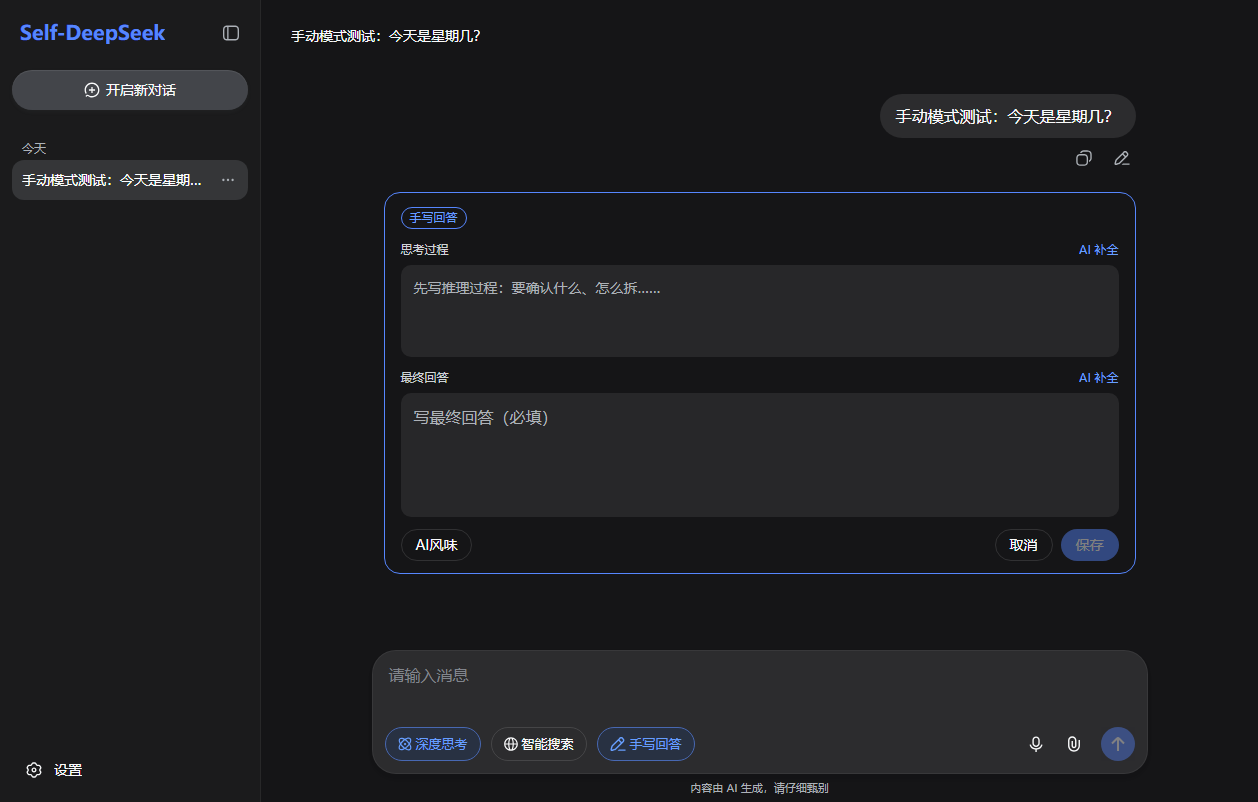 Self-DeepSeek
开启新对话
今天
手动模式测试：今天是星期...
设置
手动模式测试：今天是星期几？
手动模式测试：今天是星期几？
手写回答
思考过程
AI 补全
先写推理过程：要确认什么、怎么拆……
最终回答
AI 补全
写最终回答（必填）
AI风味
取消
保存
请输入消息
深度思考
智能搜索
手写回答
内容由 AI 生成，请仔细甄别